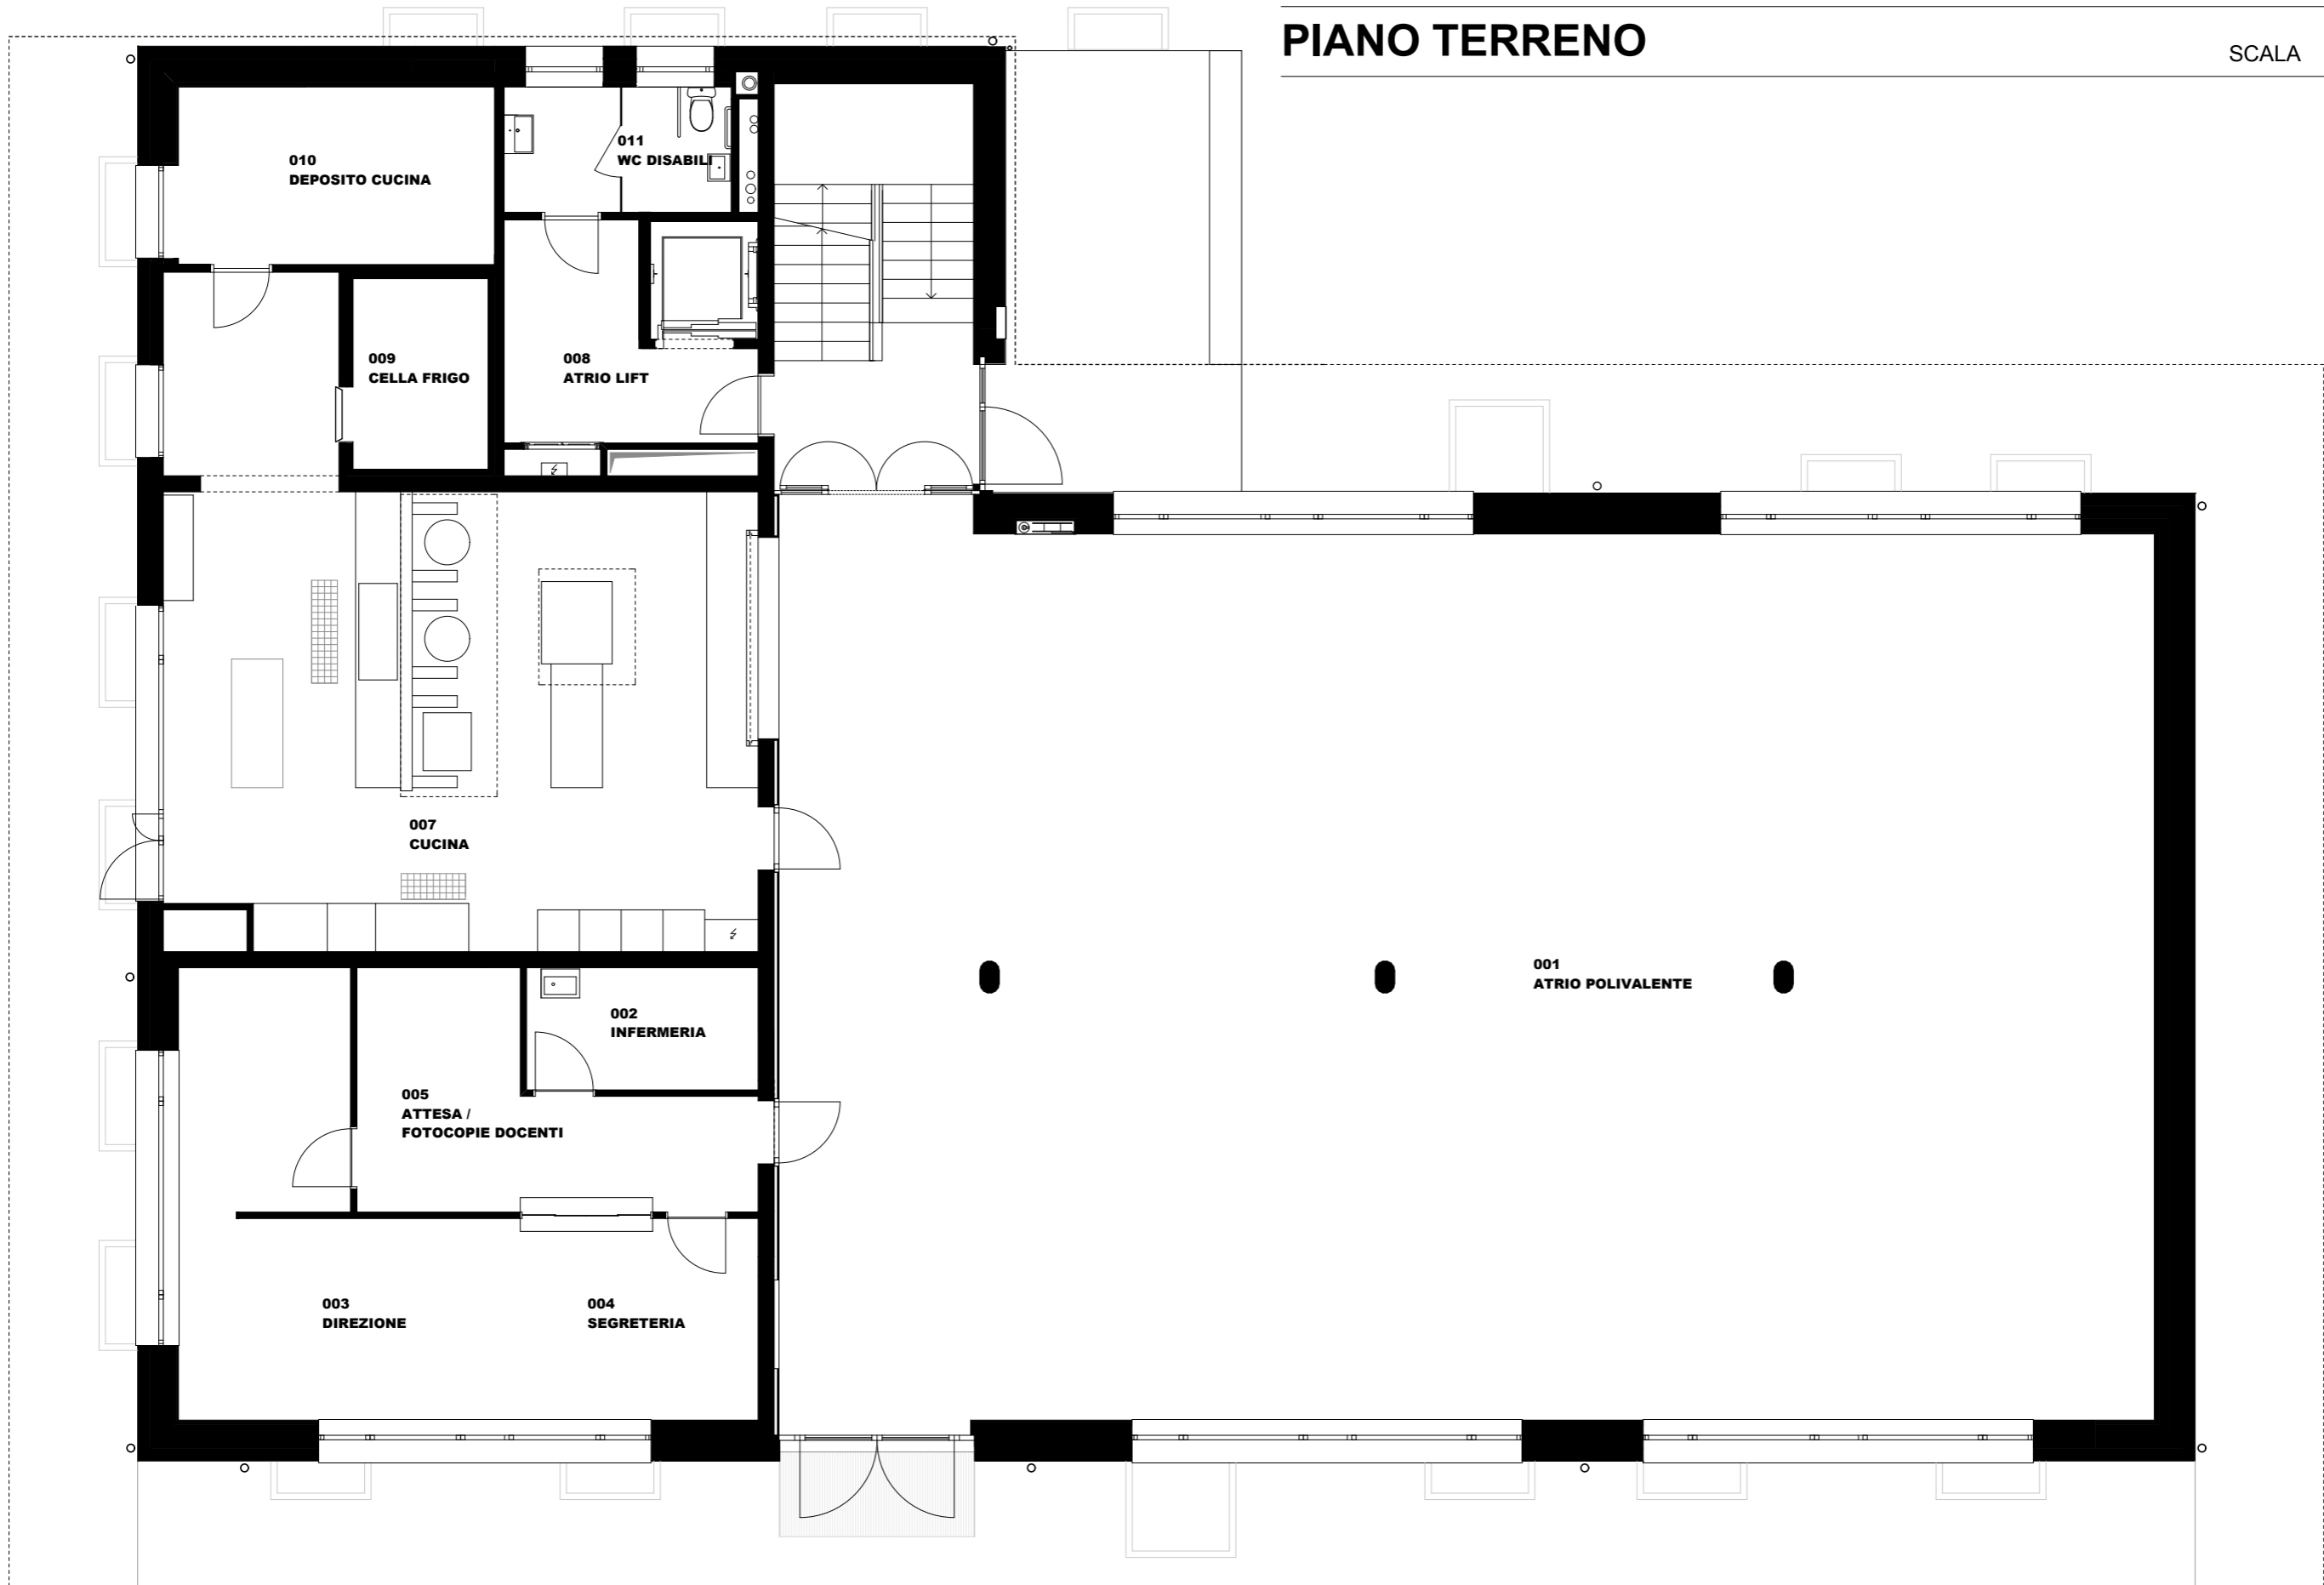 PIANO TERRENO
SCALA
011
WC DISABILI
010
DEPOSITO CUCINA
009
CELLA FRIGO
008
ATRIO LIFT
007
CUCINA
001
ATRIO POLIVALENTE
002
INFERMERIA
005
ATTESA /
FOTOCOPIE DOCENTI
003
DIREZIONE
004
SEGRETERIA